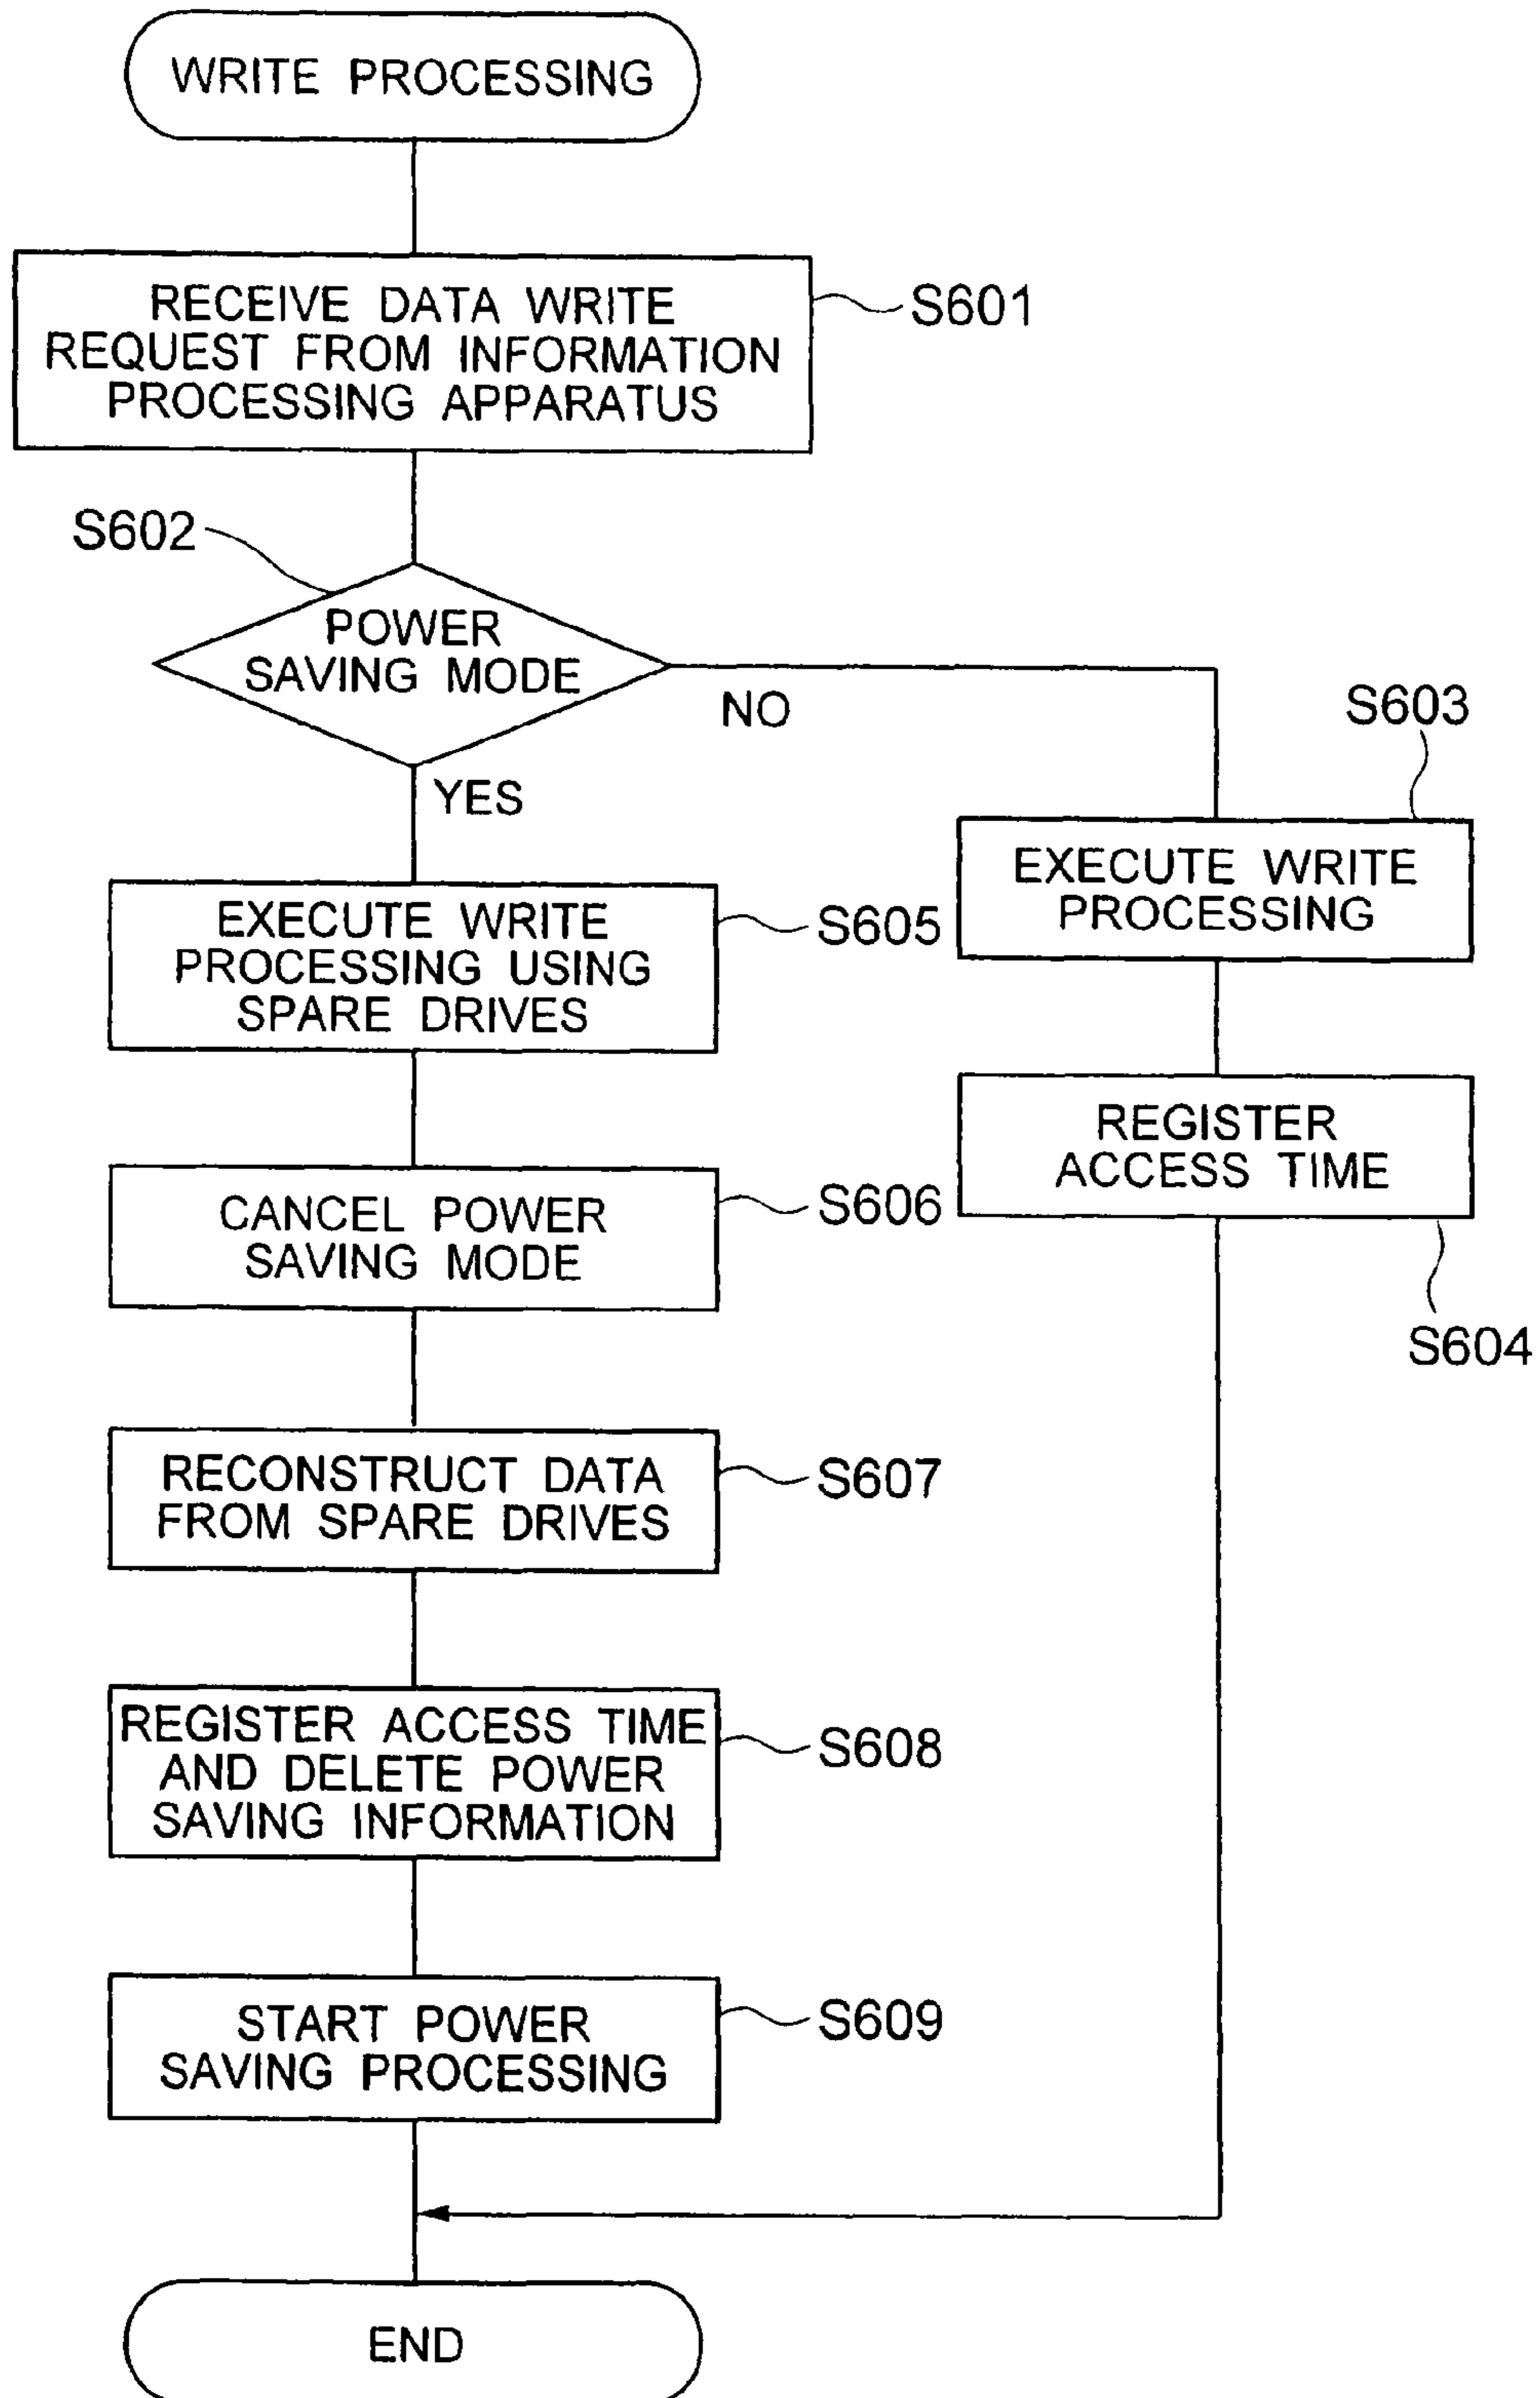 WRITE PROCESSING
RECEIVE DATA WRITE
REQUEST FROM INFORMATION
PROCESSING APPARATUS
S601
S602
POWER
SAVING MODE
NO
YES
S603
EXECUTE WRITE
PROCESSING
REGISTER
ACCESS TIME
S604
EXECUTE WRITE
PROCESSING USING
SPARE DRIVES
S605
CANCEL POWER
SAVING MODE
S606
RECONSTRUCT DATA
FROM SPARE DRIVES
S607
REGISTER ACCESS TIME
AND DELETE POWER
SAVING INFORMATION
S608
START POWER
SAVING PROCESSING
S609
END